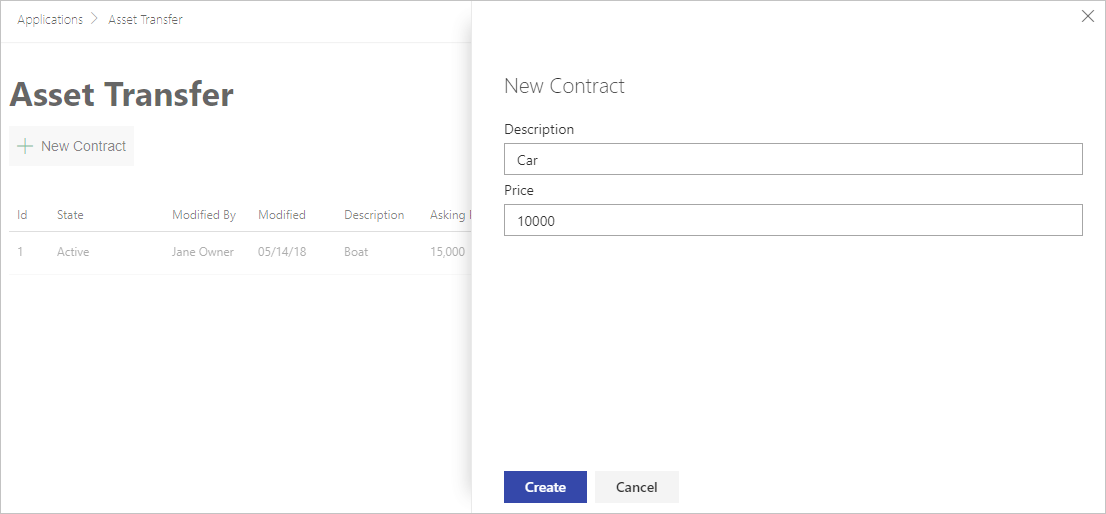 Applications > Asset Transfer
Asset Transfer
+ New Contract
Id State Modified By Modified Description Asking
1 Active Jane Owner 05/14/18 Boat 15,000
New Contract
Description
Car
Price
10000
Create Cancel